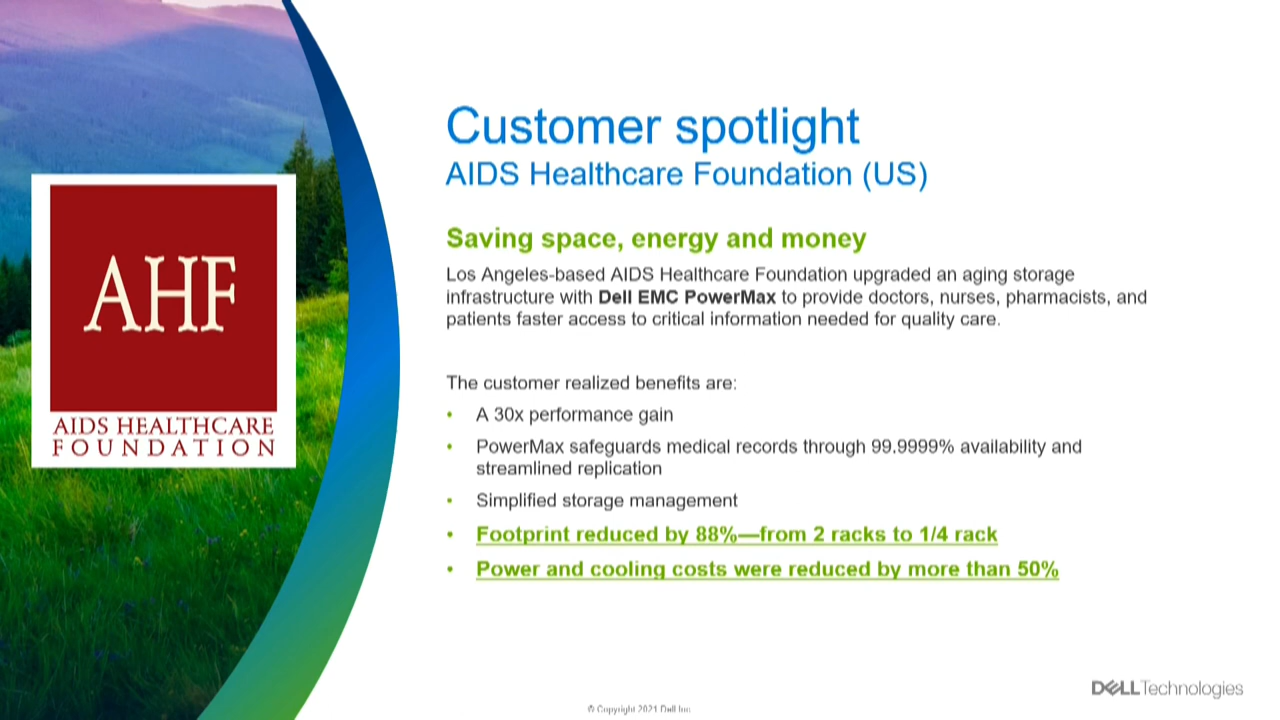 AHF
AIDS HEALTHCARE
FOUNDATION
Customer spotlight
AIDS Healthcare Foundation (US)
Saving space, energy and money
Los Angeles-based AIDS Healthcare Foundation upgraded an aging storage
infrastructure with Dell EMC PowerMax to provide doctors, nurses, pharmacists, and
patients faster access to critical information needed for quality care.
The customer realized benefits are:
• A 30x performance gain
• PowerMax safeguards medical records through 99.9999% availability and
streamlined replication
• Simplified storage management
• Footprint reduced by 88%—from 2 racks to 1/4 rack
• Power and cooling costs were reduced by more than 50%
DELLTechnologies
© Copyright 2021 Dell Inc